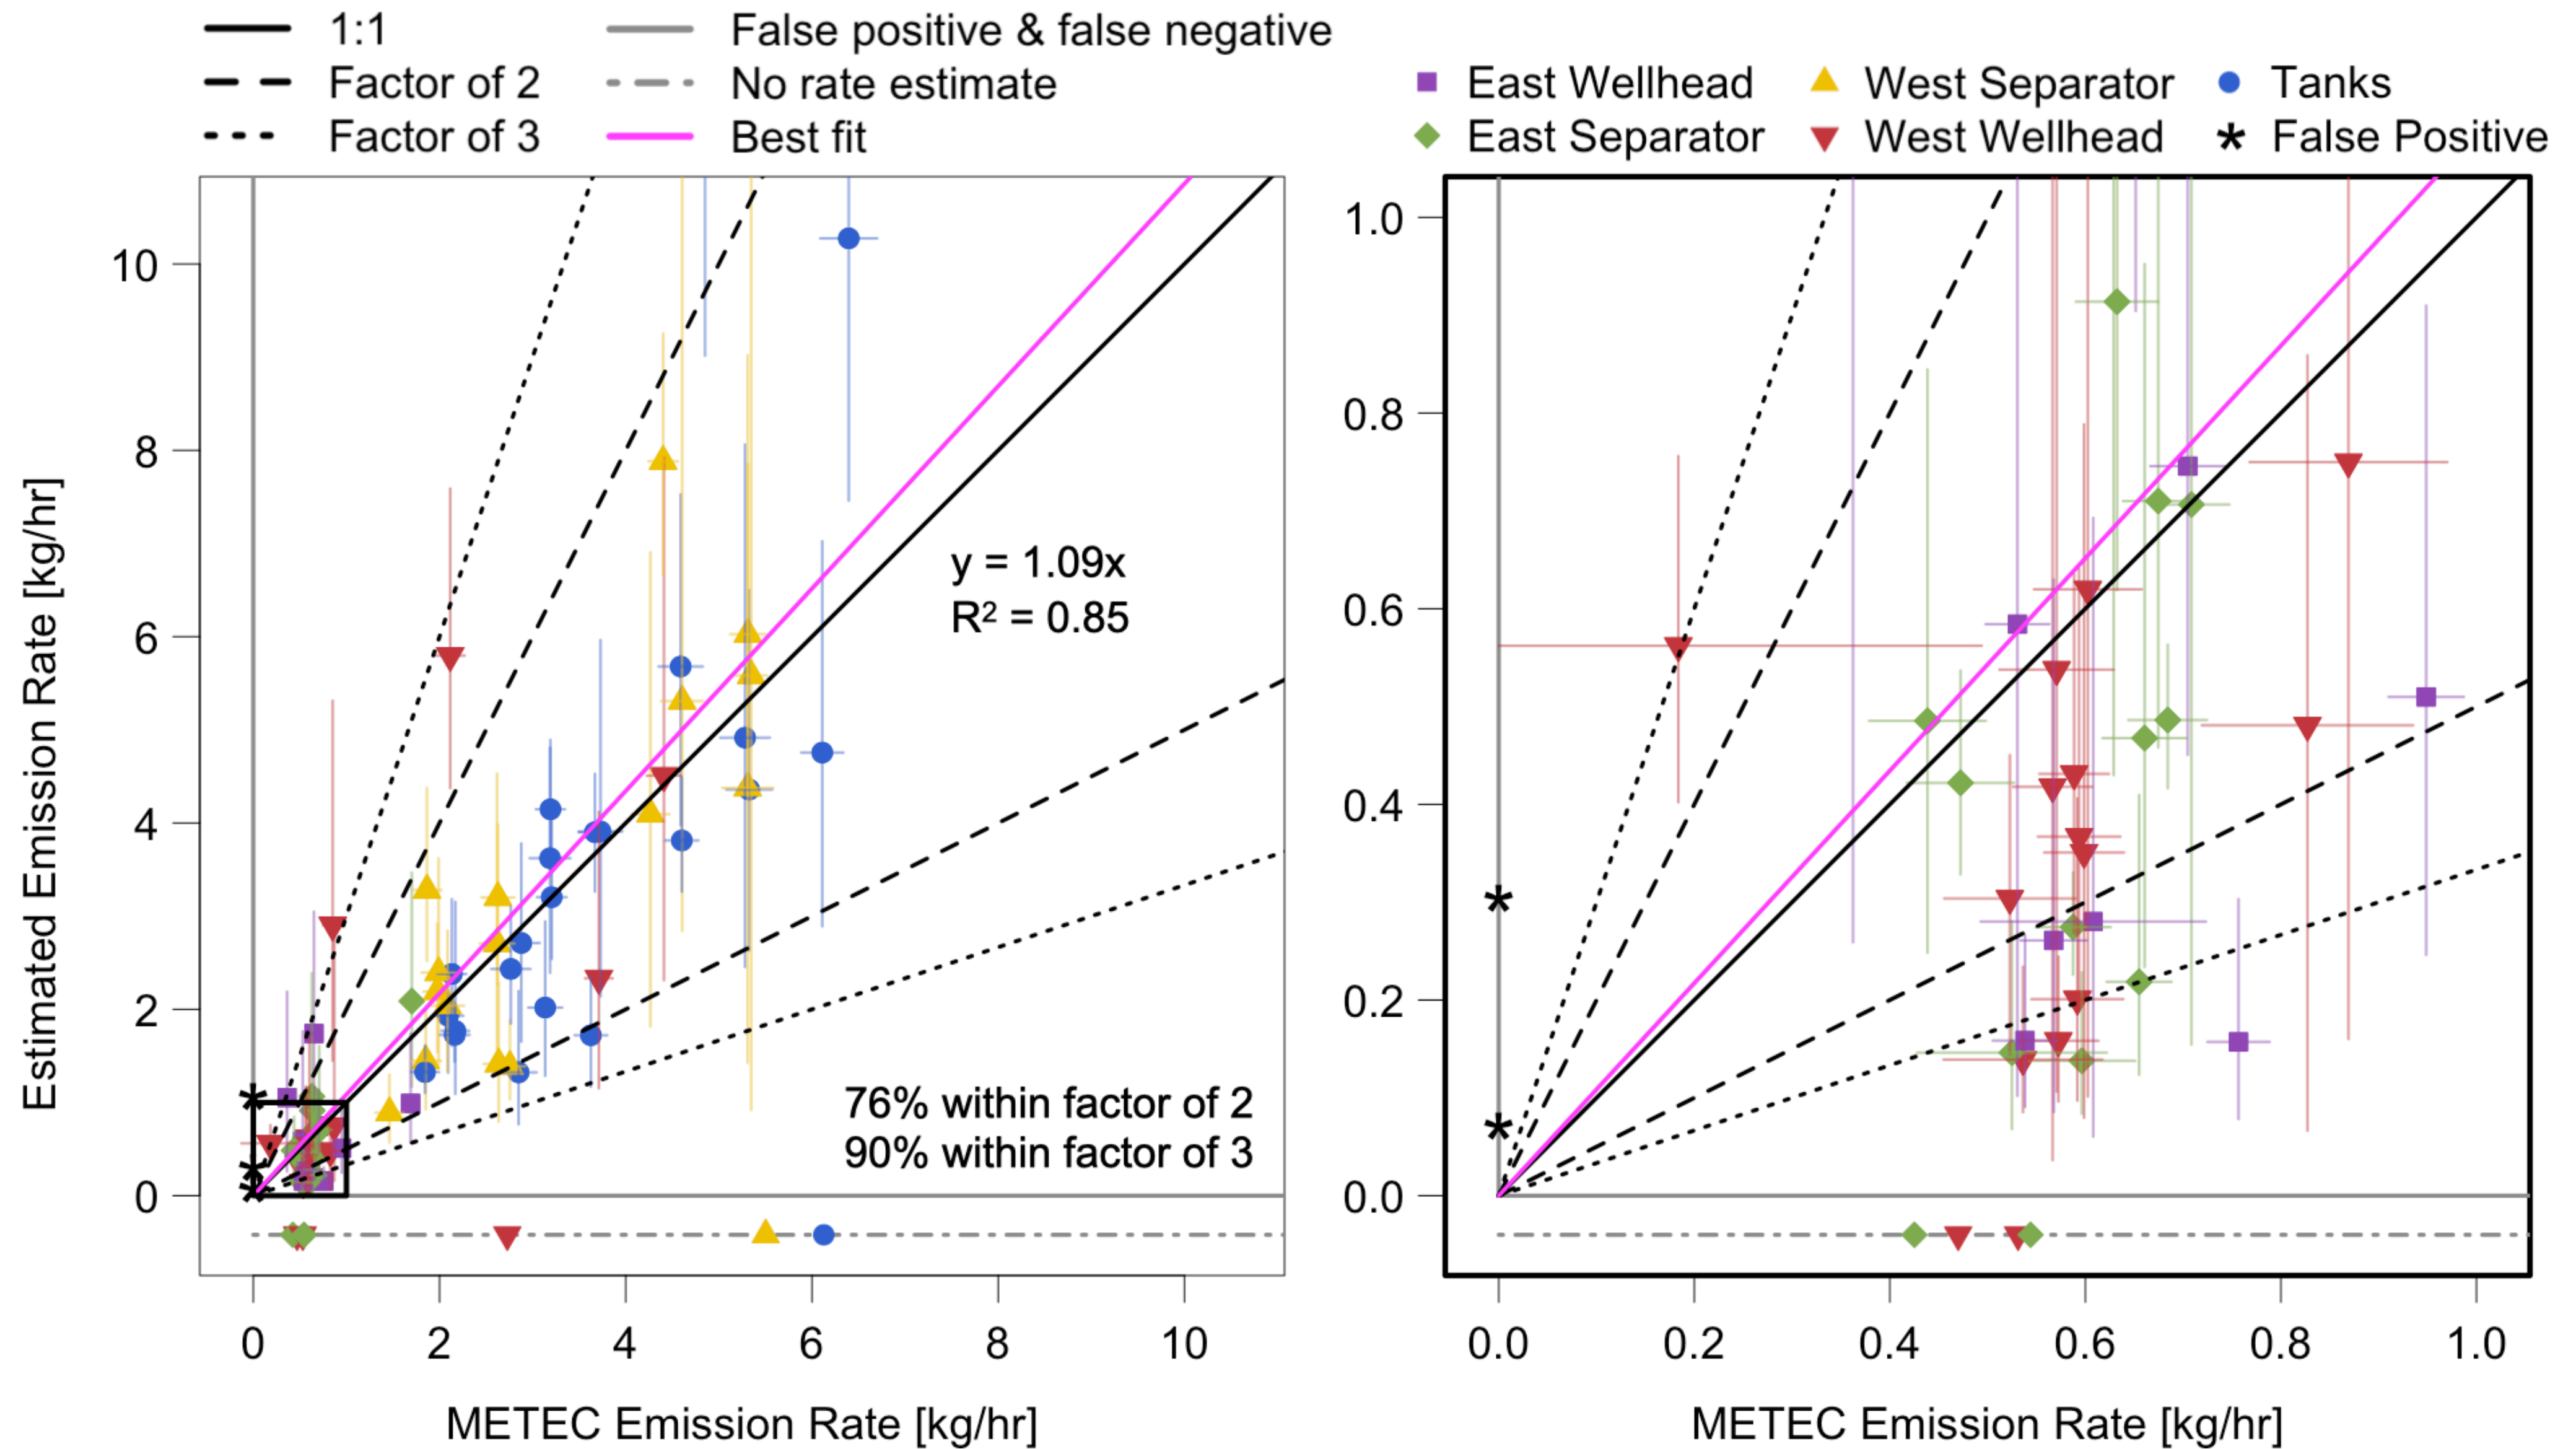 1:1
Factor of 2
Factor of 3
False positive & false negative
No rate estimate
Best fit
East Wellhead
East Separator
West Separator
West Wellhead
Tanks
* False Positive
Estimated Emission Rate [kg/hr]
10
8
6
4
2
0
y = 1.09x
R² = 0.85
76% within factor of 2
90% within factor of 3
0 2 4 6 8 10
METEC Emission Rate [kg/hr]
1.0
0.8
0.6
0.4
0.2
0.0
0.0 0.2 0.4 0.6 0.8 1.0
METEC Emission Rate [kg/hr]